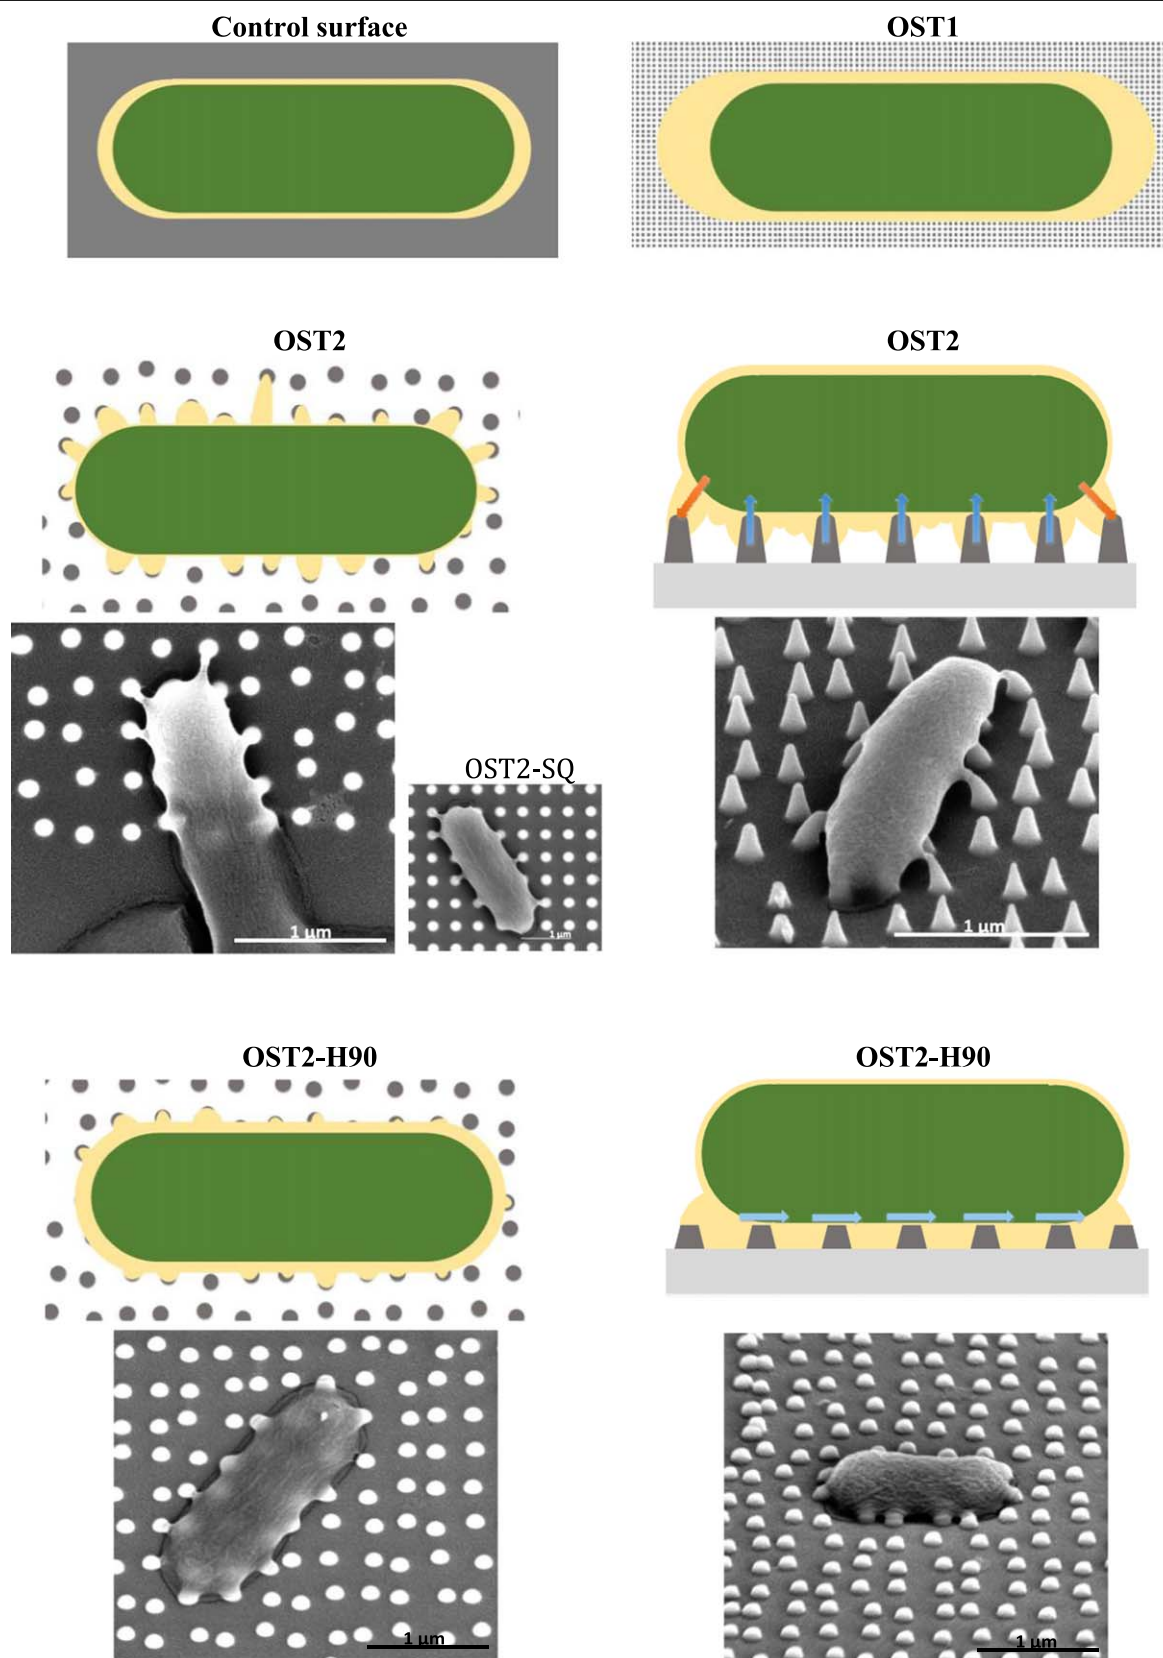 Control surface
OST1
OST2
OST2
1 µm
OST2-SQ
1 µm
1 µm
OST2-H90
OST2-H90
1 µm
1 µm